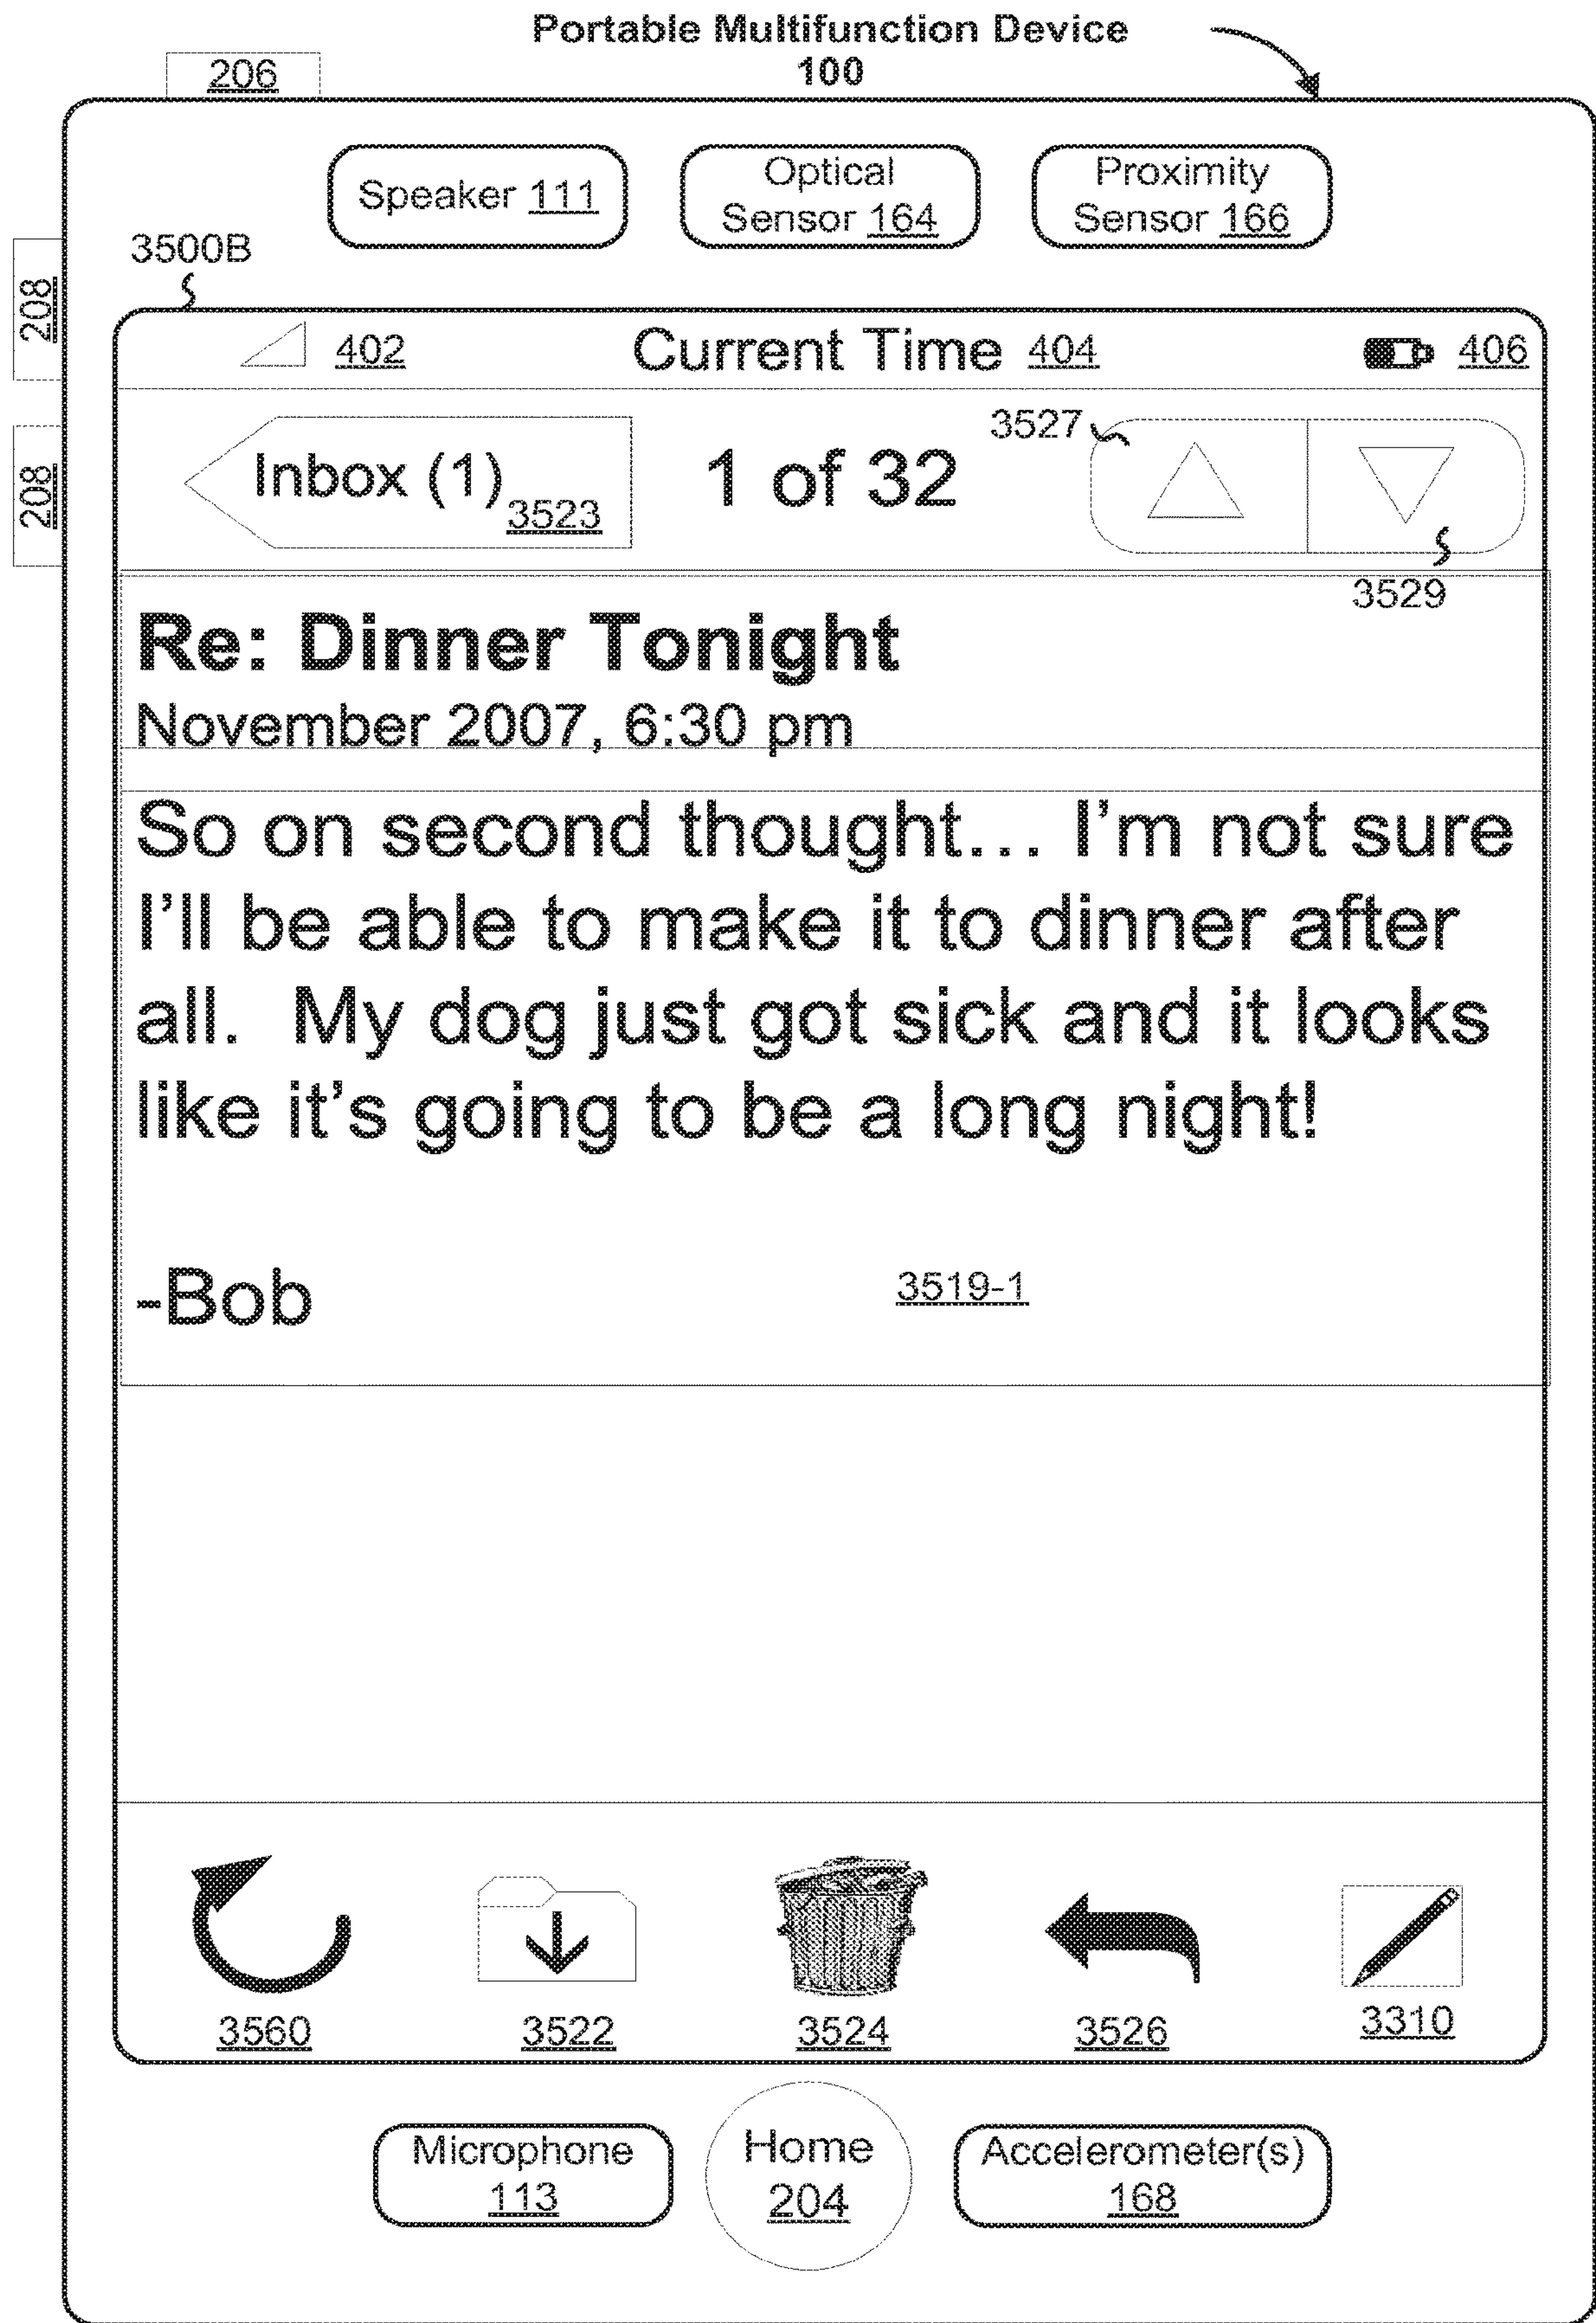 Portable Multifunction Device
100
206
Speaker 111
Optical
Sensor 164
Proximity
Sensor 166
3500B
208
208
402
Current Time 404
406
Inbox (1)
3523
1 of 32
3527
3529
Re: Dinner Tonight
November 2007, 6:30 pm
So on second thought... I'm not sure
I'll be able to make it to dinner after
all.  My dog just got sick and it looks
like it's going to be a long night!
-Bob
3519-1
3560
3522
3524
3526
3310
Microphone
113
Home
204
Accelerometer(s)
168